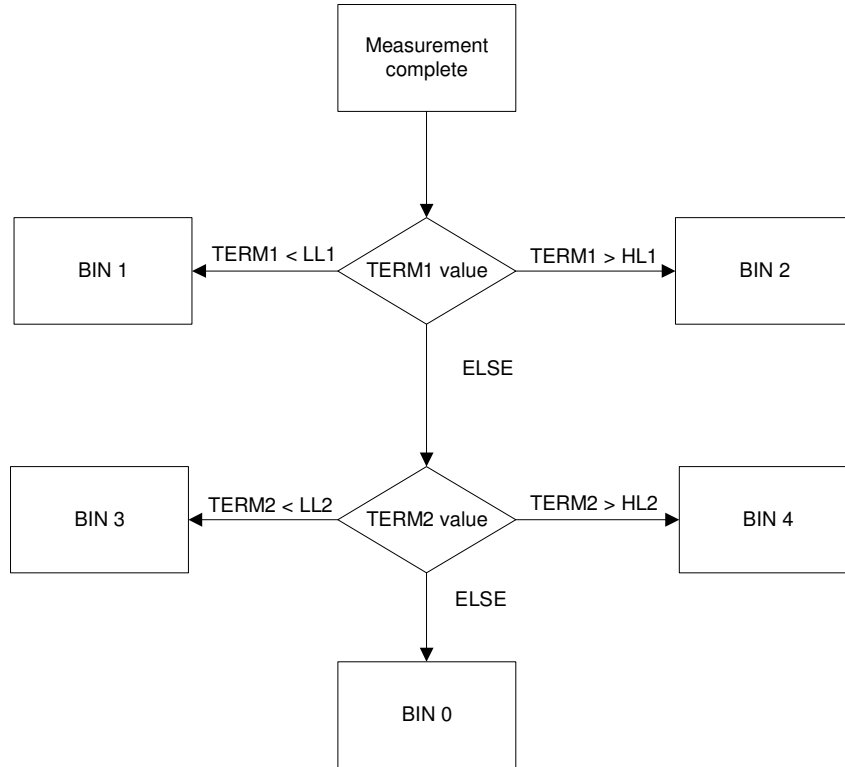 Measurement
complete
TERM1 < LL1
TERM1 > HL1
BIN 1
TERM1 value
BIN 2
ELSE
TERM2 < LL2
TERM2 > HL2
BIN 3
TERM2 value
BIN 4
ELSE
BIN 0